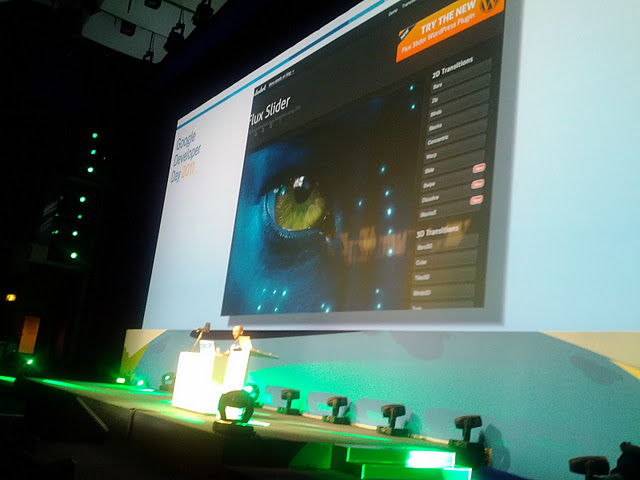 TRY THE NEW
Flux Slider WordPress Plugin
Flux Slider
Google
Developer
Day 2011
2D Transitions
Bars
Zip
Blinds
Blocks
Concentric
Warp
Slide
Swipe
Dissolve
3D Transitions
Bars3D
Cube
Tiles3D
Blinds3D